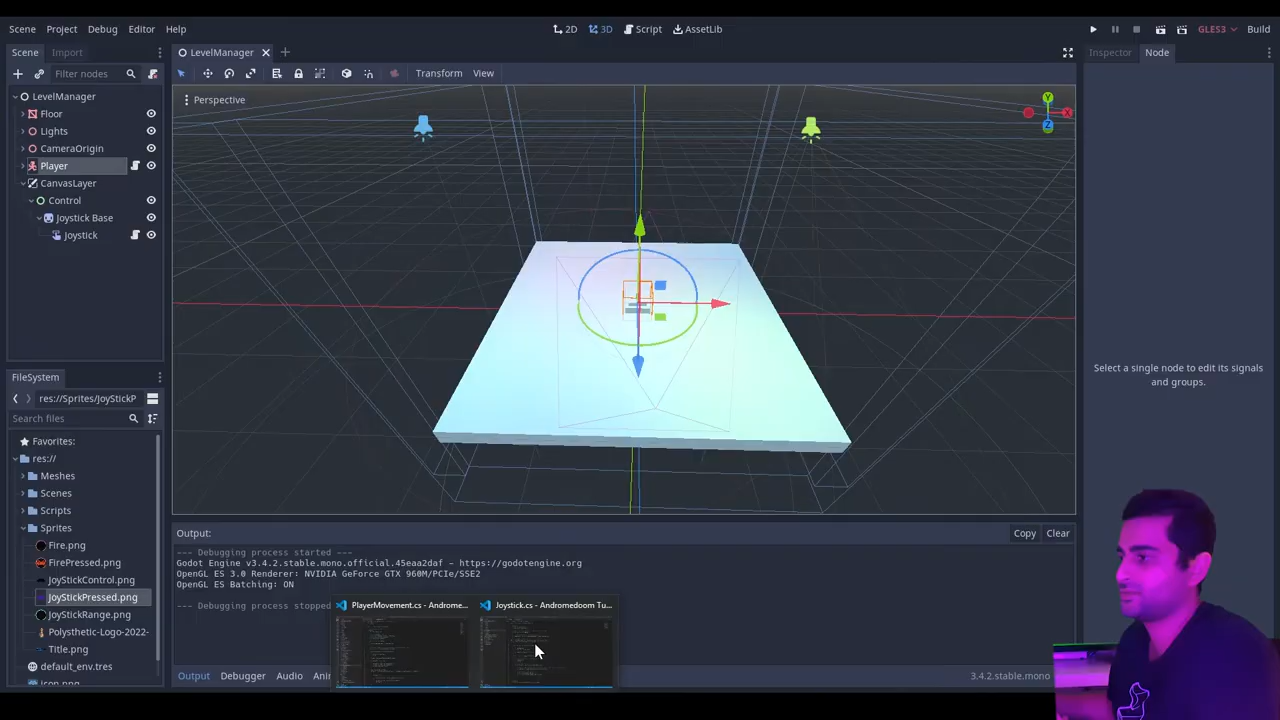 Scene Project Debug Editor Help
2D 3D Script AssetLib
GLES3 Build
Scene Import
LevelManager
Inspector Node
Filter nodes
Transform View
LevelManager
Floor
Lights
CameraOrigin
Player
CanvasLayer
Control
Joystick Base
Joystick
Perspective
Y
X
Z
Select a single node to edit its signals
and groups.
FileSystem
res://Sprites/JoyStickP
Search files
Favorites:
res://
Meshes
Scenes
Scripts
Sprites
Fire.png
FirePressed.png
JoyStickControl.png
JoyStickPressed.png
JoyStickRange.png
Polysthetic-Logo-2022-
Title.png
default_env.tres
icon.png
Output:
Copy Clear
--- Debugging process started ---
Godot Engine v3.4.2.stable.mono.official.45eaa2daf - https://godotengine.org
OpenGL ES 3.0 Renderer: NVIDIA GeForce GTX 960M/PCIe/SSE2
OpenGL ES Batching: ON
--- Debugging process stopped
PlayerMovement.cs - Androme...
Joystick.cs - Andromedoom Tu...
Output Debugger Audio Ani
3.4.2.stable.mono